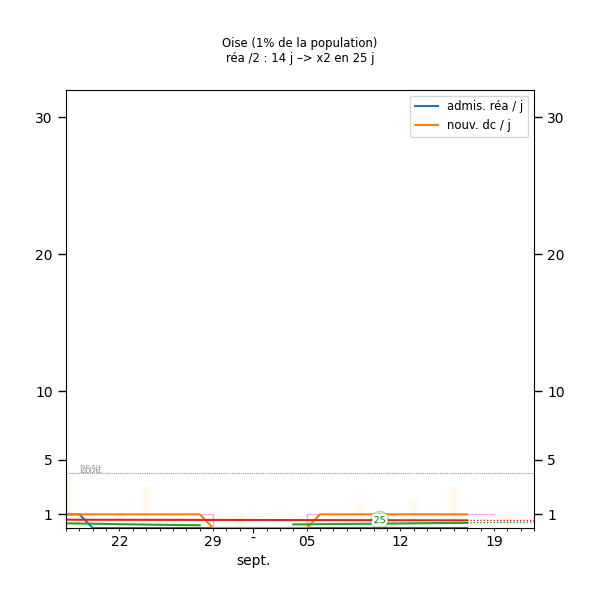 Oise (1% de la population)
réa /2 : 14 j –> x2 en 25 j
admis. réa / j
nouv. dc / j
30 30
20 20
10 10
5 5
25
1 1
22 29 - 05 12 19
sept.